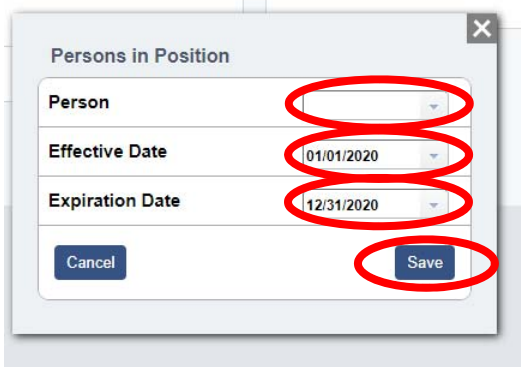 Persons in Position
Person
Effective Date 01/01/2020
Expiration Date 12/31/2020
Cancel Save